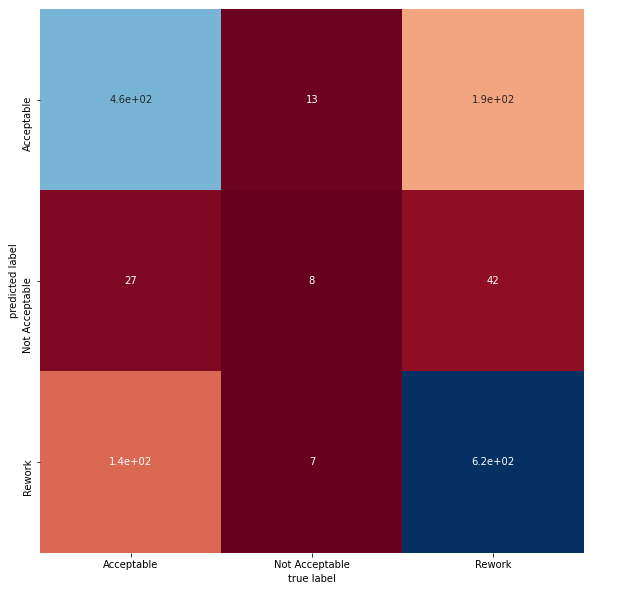 Acceptable
4.6e+02 13 1.9e+02
predicted label
Not Acceptable
27 8 42
Rework
1.4e+02 7 6.2e+02
Acceptable Not Acceptable Rework
true label